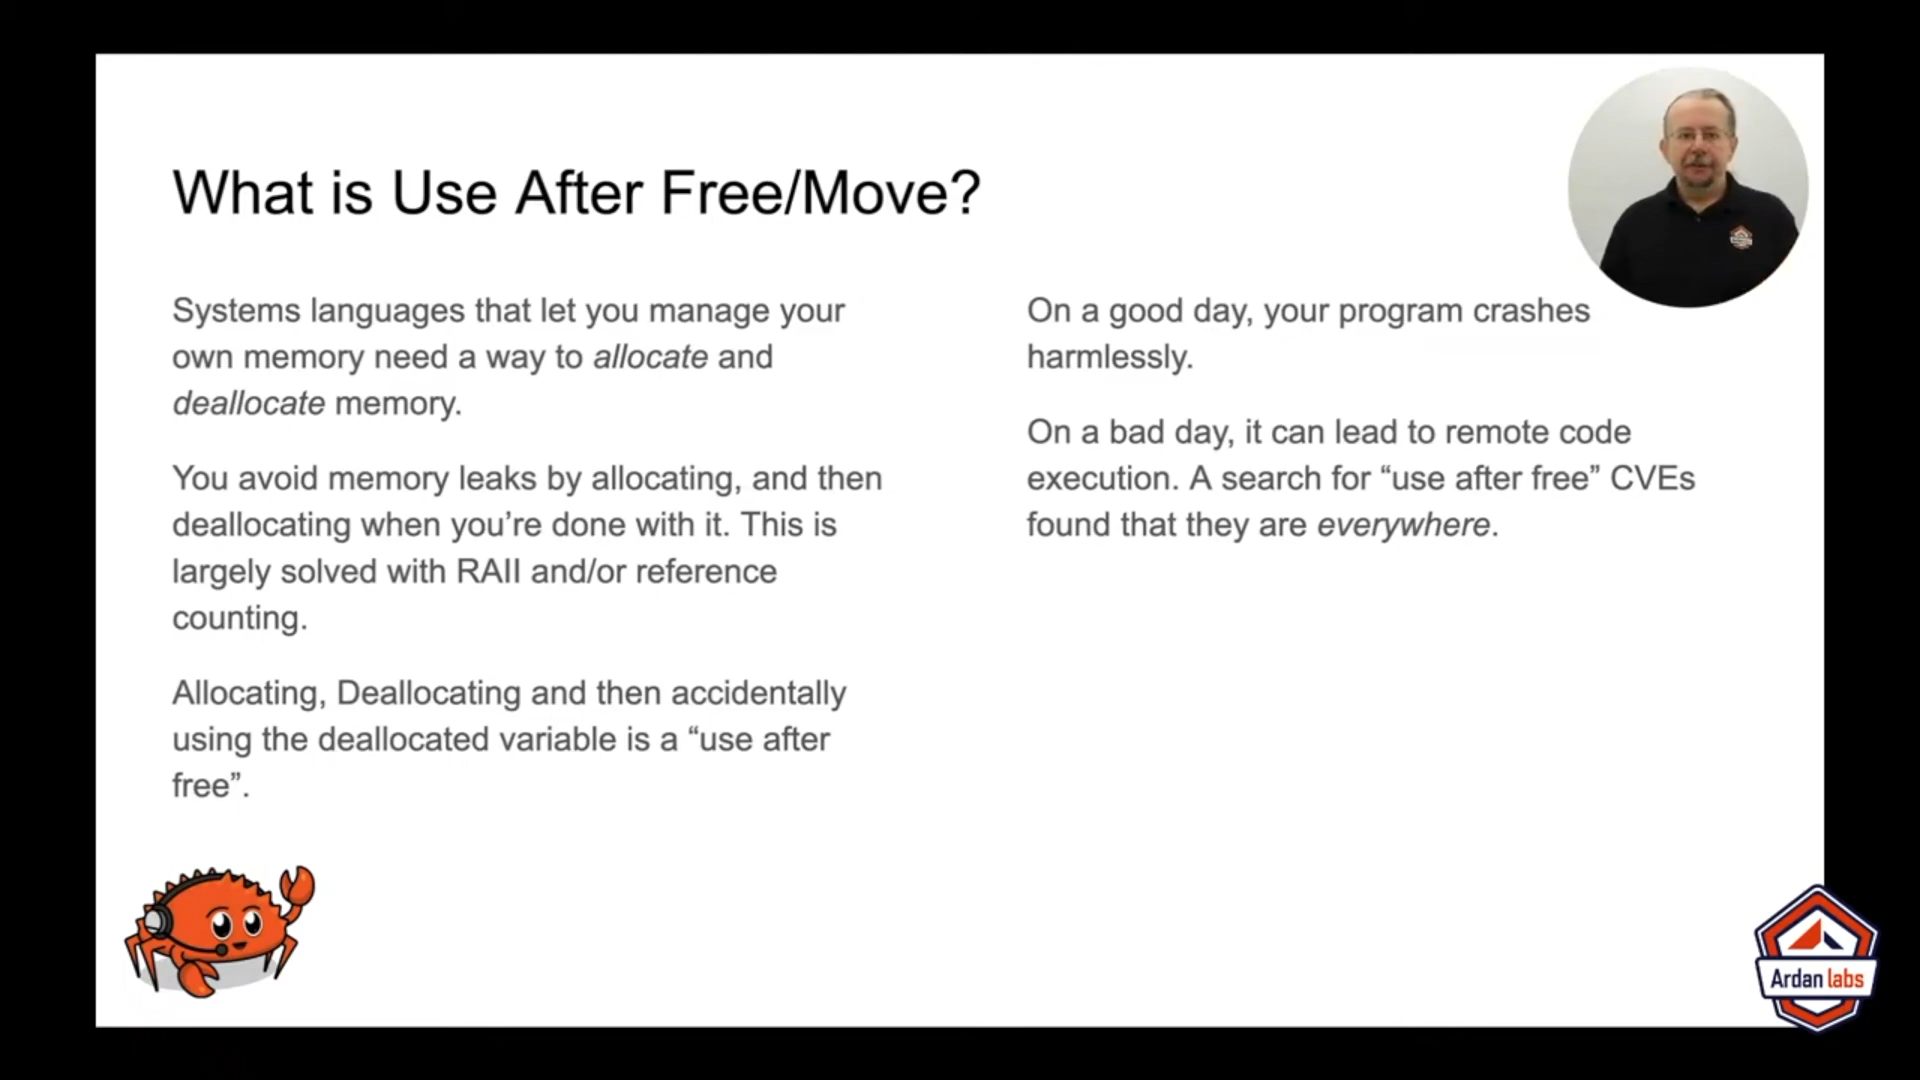 What is Use After Free/Move?
Systems languages that let you manage your
own memory need a way to allocate and
deallocate memory.
You avoid memory leaks by allocating, and then
deallocating when you’re done with it. This is
largely solved with RAII and/or reference
counting.
Allocating, Deallocating and then accidentally
using the deallocated variable is a “use after
free”.
On a good day, your program crashes
harmlessly.
On a bad day, it can lead to remote code
execution. A search for “use after free” CVEs
found that they are everywhere.
Ardan labs